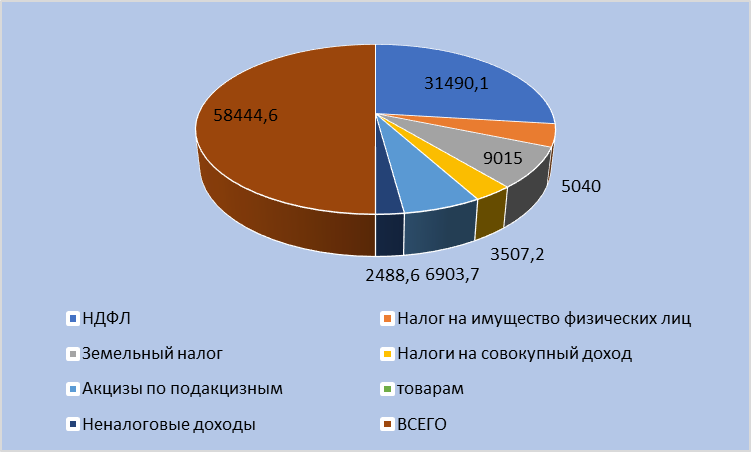 31490,1
58444,6
9015
5040
3507,2
2488,6 6903,7
НДФЛ
Налог на имущество физических лиц
Земельный налог
Налоги на совокупный доход
Акцизы по подакцизным
товарам
Неналоговые доходы
ВСЕГО